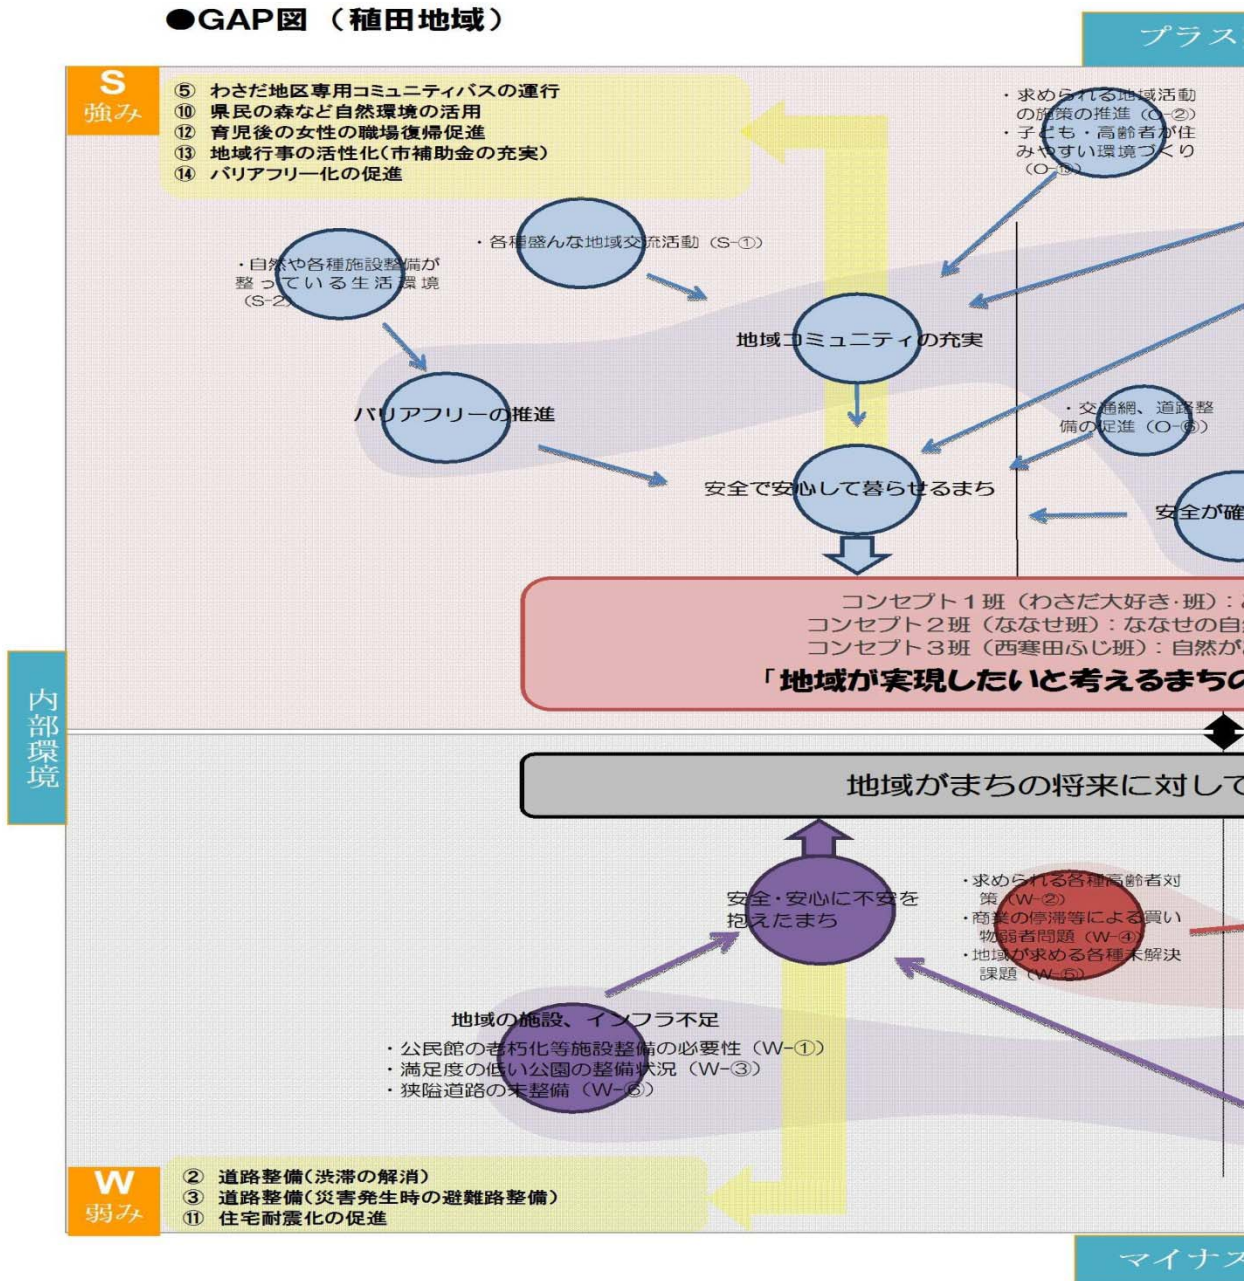 ●GAP図（稙田地域）
プラス
S
強み
⑤ わさだ地区専用コミュニティバスの運行
⑩ 県民の森など自然環境の活用
⑫ 育児後の女性の職場復帰促進
⑬ 地域行事の活性化(市補助金の充実)
⑭ バリアフリー化の促進
・求められる地域活動
の施策の推進（O-②）
・子ども・高齢者が住
みやすい環境づくり
・各種盛んな地域交流活動（S-①）
・自然や各種施設整備が
整っている生活環境
（S-2）
地域コミュニティの充実
バリアフリーの推進
・交通網、道路整
備の促進（O-⑥）
安全で安心して暮らせるまち
安全が確
コンセプト１班（わさだ大好き・班）：
コンセプト２班（ななせ班）：ななせの自
コンセプト３班（西寒田ふじ班）：自然が
「地域が実現したいと考えるまちの
内部環境
地域がまちの将来に対して
安全・安心に不安を
抱えたまち
・求められる各種高齢者対
策（W-②）
・商業の停滞等による買い
物弱者問題（W-④）
・地域が求める各種未解決
課題（W-⑤）
地域の施設、インフラ不足
・公民館の老朽化等施設整備の必要性（W-①）
・満足度の低い公園の整備状況（W-③）
・狭隘道路の未整備（W-⑥）
W
弱み
② 道路整備(渋滞の解消)
③ 道路整備(災害発生時の避難路整備)
⑪ 住宅耐震化の促進
マイナス